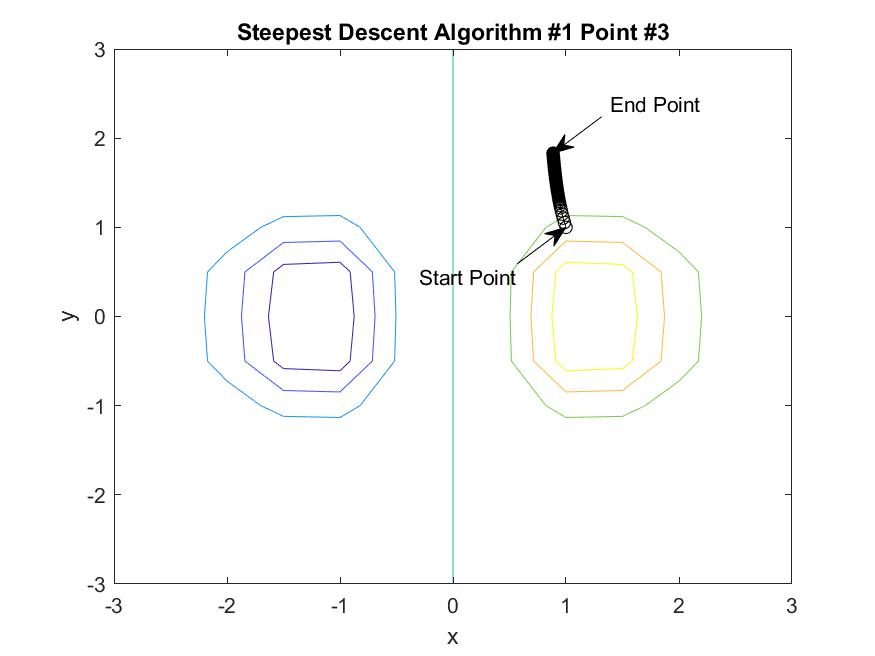 Steepest Descent Algorithm #1 Point #3
3
2
1
0
-1
-2
-3
y
End Point
Start Point
-3 -2 -1 0 1 2 3
x